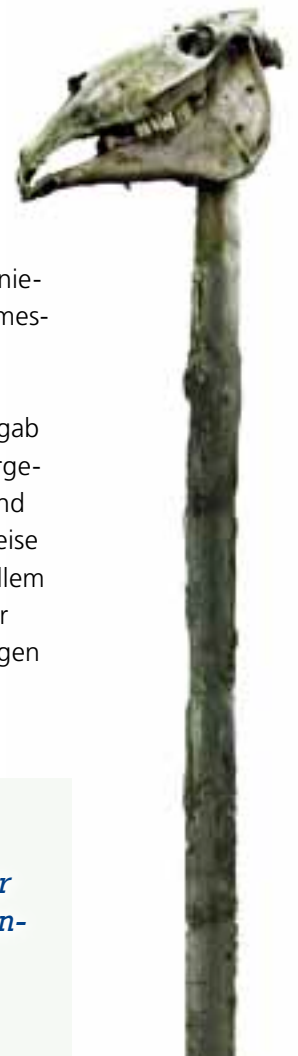 nie-
mes-
gab
rge-
nd
eise
llem
r
gen
r
n-